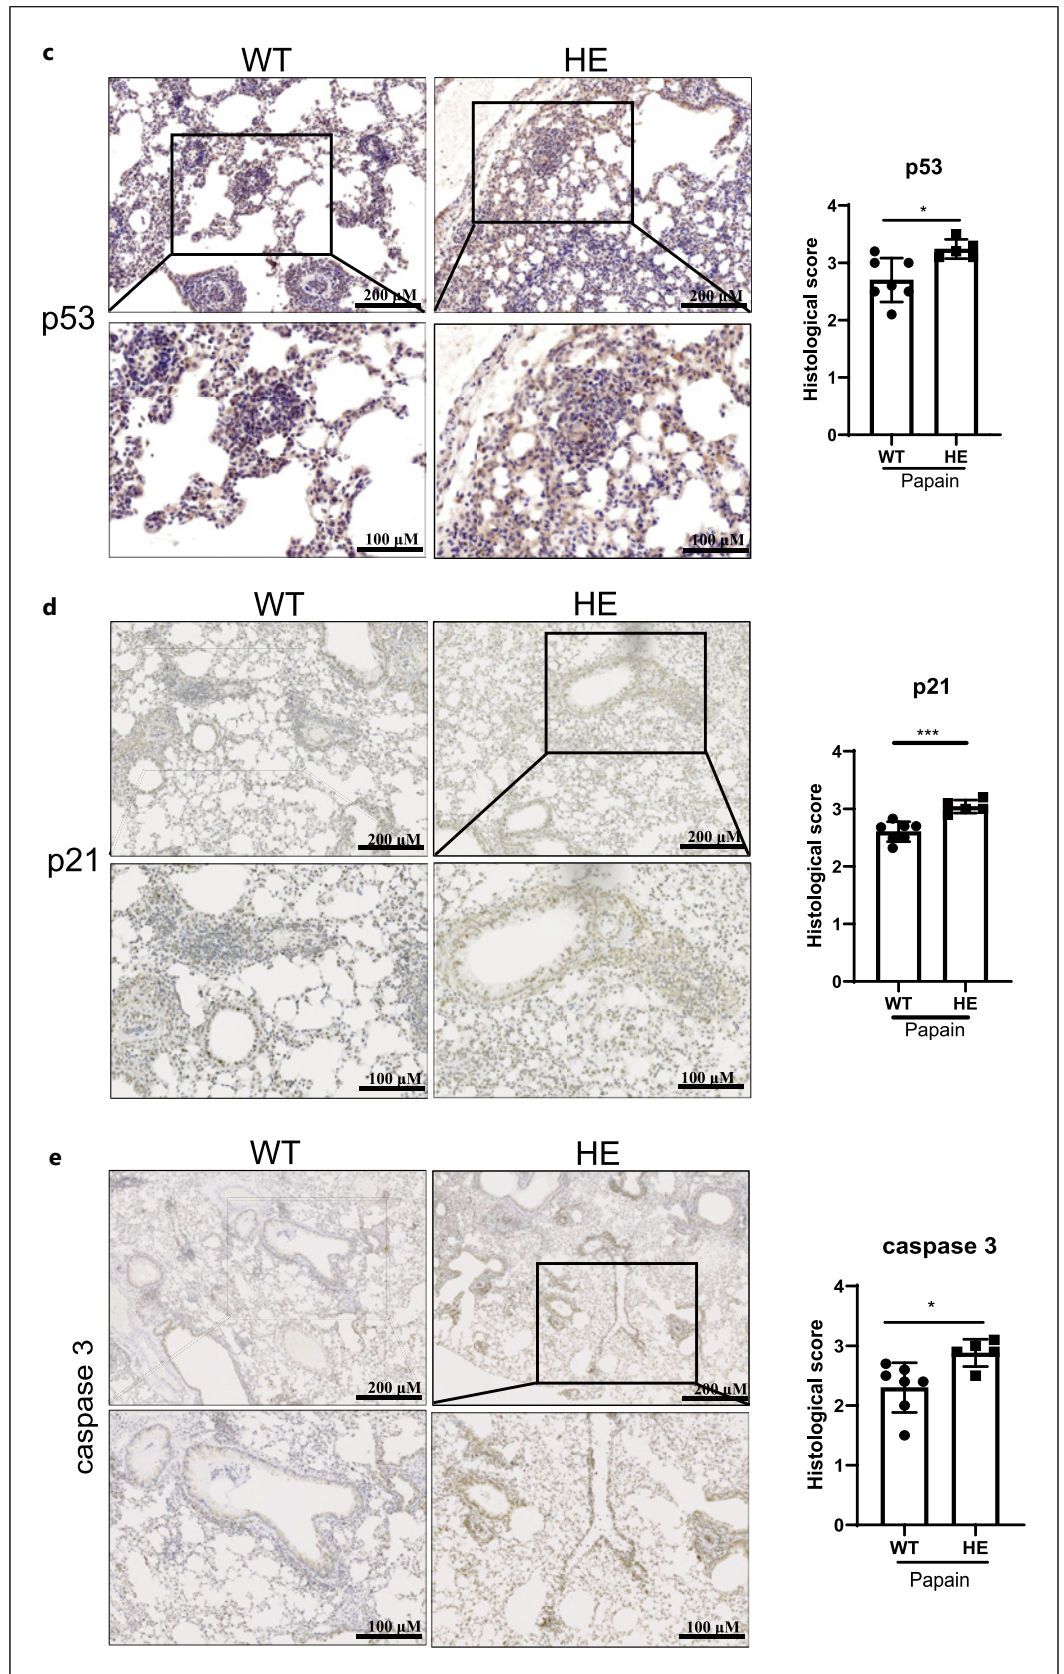 c
WT
HE
p53
200 µM
200 µM
100 µM
100 µM
p53
*
Histological score
4
3
2
1
0
WT
HE
Papain
d
WT
HE
p21
200 µM
200 µM
100 µM
100 µM
p21
***
Histological score
4
3
2
1
0
WT
HE
Papain
e
WT
HE
caspase 3
200 µM
200 µM
100 µM
100 µM
caspase 3
*
Histological score
4
3
2
1
0
WT
HE
Papain